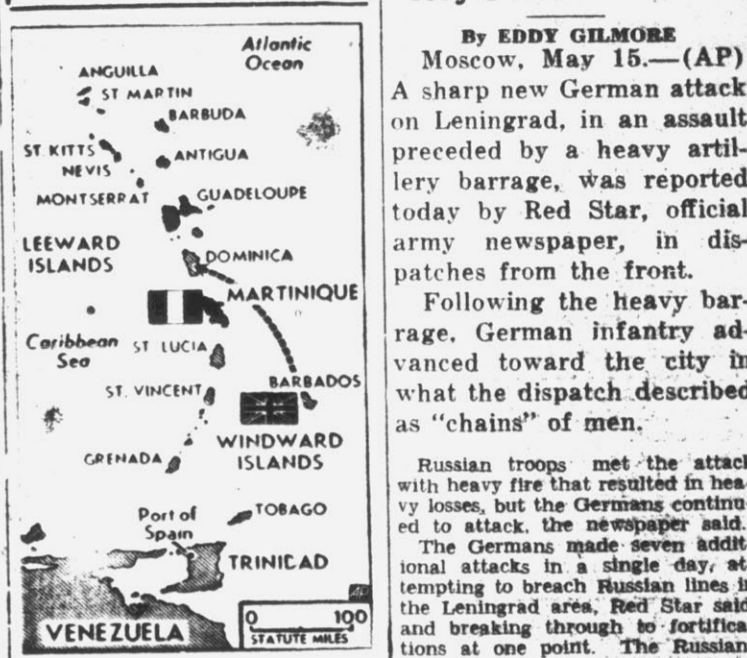 Atlantic
Ocean
ANGUILLA
ST MARTIN
BARBUDA
ST. KITTS
NEVIS
ANTIGUA
MONTSERRAT
GUADELOUPE
LEEWARD
ISLANDS
DOMINICA
MARTINIQUE
Caribbean
Sea
ST LUCIA
ST. VINCENT
BARBADOS
WINDWARD
ISLANDS
GRENADA
TOBAGO
Port of
Spain
TRINIDAD
VENEZUELA
0 100
STATUTE MILES
By EDDY GILMORE
Moscow, May 15.—(AP)
A sharp new German attack
on Leningrad, in an assault
preceded by a heavy artil-
lery barrage, was reported
today by Red Star, official
army newspaper, in dis-
patches from the front.
Following the heavy bar-
rage, German infantry ad-
vanced toward the city in
what the dispatch described
as "chains" of men.
Russian troops met the attack
with heavy fire that resulted in hea-
vy losses, but the Germans continu-
ed to attack, the newspaper said.
The Germans made seven addit-
ional attacks in a single day, at-
tempting to breach Russian lines in
the Leningrad area, Red Star said
and breaking through to fortifica-
tions at one point. The Russian